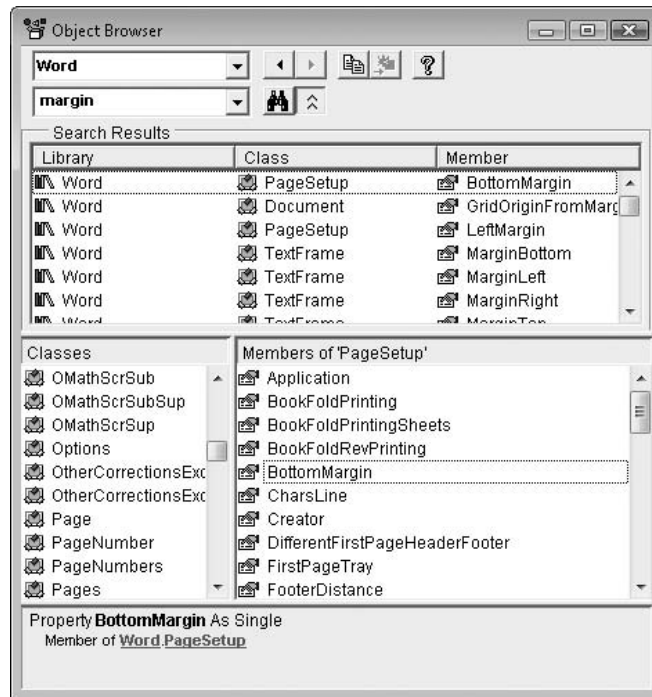 Object Browser
Word
margin
Search Results
Library Class Member
Word PageSetup BottomMargin
Word Document GridOriginFromMarg
Word PageSetup LeftMargin
Word TextFrame MarginBottom
Word TextFrame MarginLeft
Word TextFrame MarginRight
Word TextFrame MarginTop
Classes Members of 'PageSetup'
OMathScrSub Application
OMathScrSubSup BookFoldPrinting
OMathScrSup BookFoldPrintingSheets
Options BookFoldRevPrinting
OtherCorrectionsExc BottomMargin
OtherCorrectionsExc CharsLine
Page Creator
PageNumber DifferentFirstPageHeaderFooter
PageNumbers FirstPageTray
Pages FooterDistance
Property BottomMargin As Single
Member of Word.PageSetup